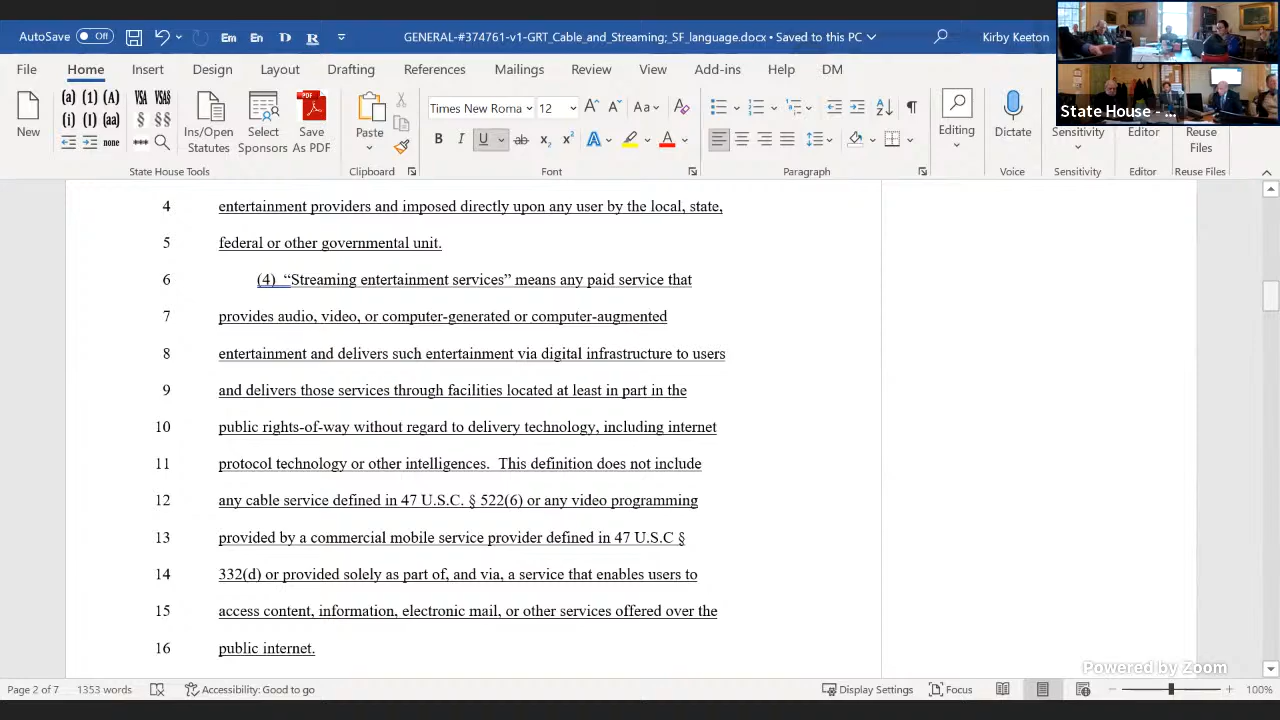 AutoSave Off Em En D R GENERAL-#374761-v1-GRT_Cable_and_Streaming;_SF_language.docx • Saved to this PC Kirby Keeton
File Home Insert Design Layout Drafting References Mailings Review View Add-ins Help DM
State House - ...
(a) (1) (A) VSA VSA§
(i) (I) (aa) § §§
none
New
Ins/Open Statutes
Select Sponsors
Save As PDF
State House Tools
Paste
Clipboard
Times New Roma 12 Aa
B I U ab x₂ x² A A
Font
Paragraph
Editing
Dictate
Voice
Sensitivity
Sensitivity
Editor
Editor
Reuse Files
Reuse Files
4 entertainment providers and imposed directly upon any user by the local, state,
5 federal or other governmental unit.
6 (4) “Streaming entertainment services” means any paid service that
7 provides audio, video, or computer-generated or computer-augmented
8 entertainment and delivers such entertainment via digital infrastructure to users
9 and delivers those services through facilities located at least in part in the
10 public rights-of-way without regard to delivery technology, including internet
11 protocol technology or other intelligences. This definition does not include
12 any cable service defined in 47 U.S.C. § 522(6) or any video programming
13 provided by a commercial mobile service provider defined in 47 U.S.C §
14 332(d) or provided solely as part of, and via, a service that enables users to
15 access content, information, electronic mail, or other services offered over the
16 public internet.
Powered by Zoom
Page 2 of 7 1353 words Accessibility: Good to go Display Settings Focus 100%